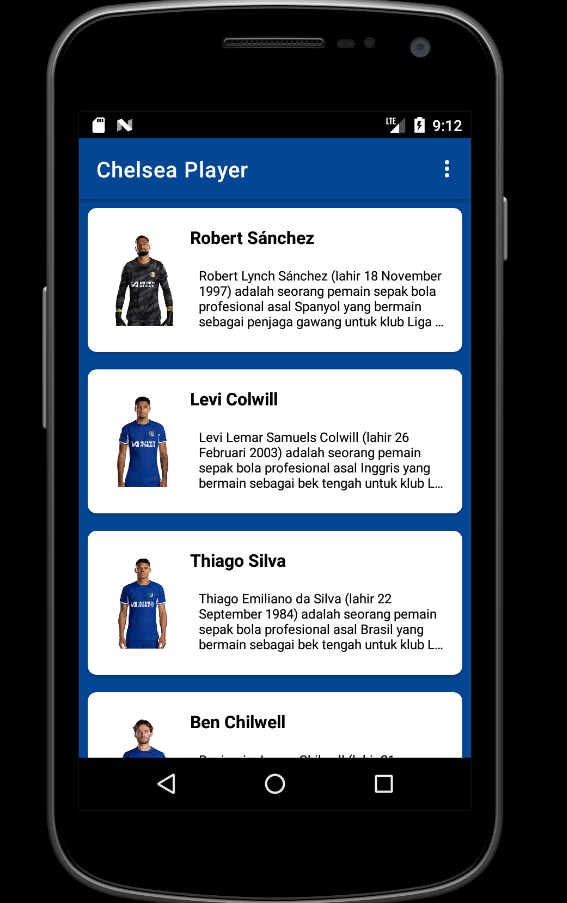 LTE 9:12
Chelsea Player
Robert Sánchez
Robert Lynch Sánchez (lahir 18 November
1997) adalah seorang pemain sepak bola
profesional asal Spanyol yang bermain
sebagai penjaga gawang untuk klub Liga …
Levi Colwill
Levi Lemar Samuels Colwill (lahir 26
Februari 2003) adalah seorang pemain
sepak bola profesional asal Inggris yang
bermain sebagai bek tengah untuk klub L…
Thiago Silva
Thiago Emiliano da Silva (lahir 22
September 1984) adalah seorang pemain
sepak bola profesional asal Brasil yang
bermain sebagai bek tengah untuk klub L…
Ben Chilwell